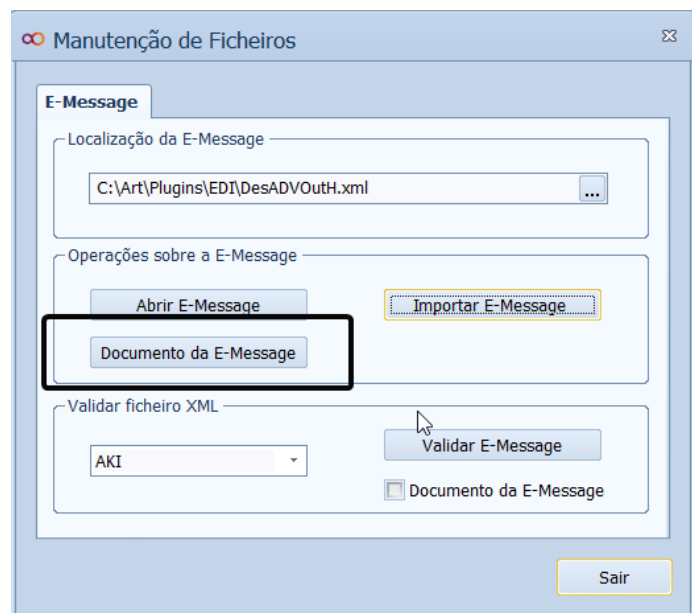 Manutenção de Ficheiros
E-Message
Localização da E-Message
C:\Art\Plugins\EDI\DesADVOutH.xml
...
Operações sobre a E-Message
Abrir E-Message
Importar E-Message
Documento da E-Message
Validar ficheiro XML
AKI
Validar E-Message
Documento da E-Message
Sair